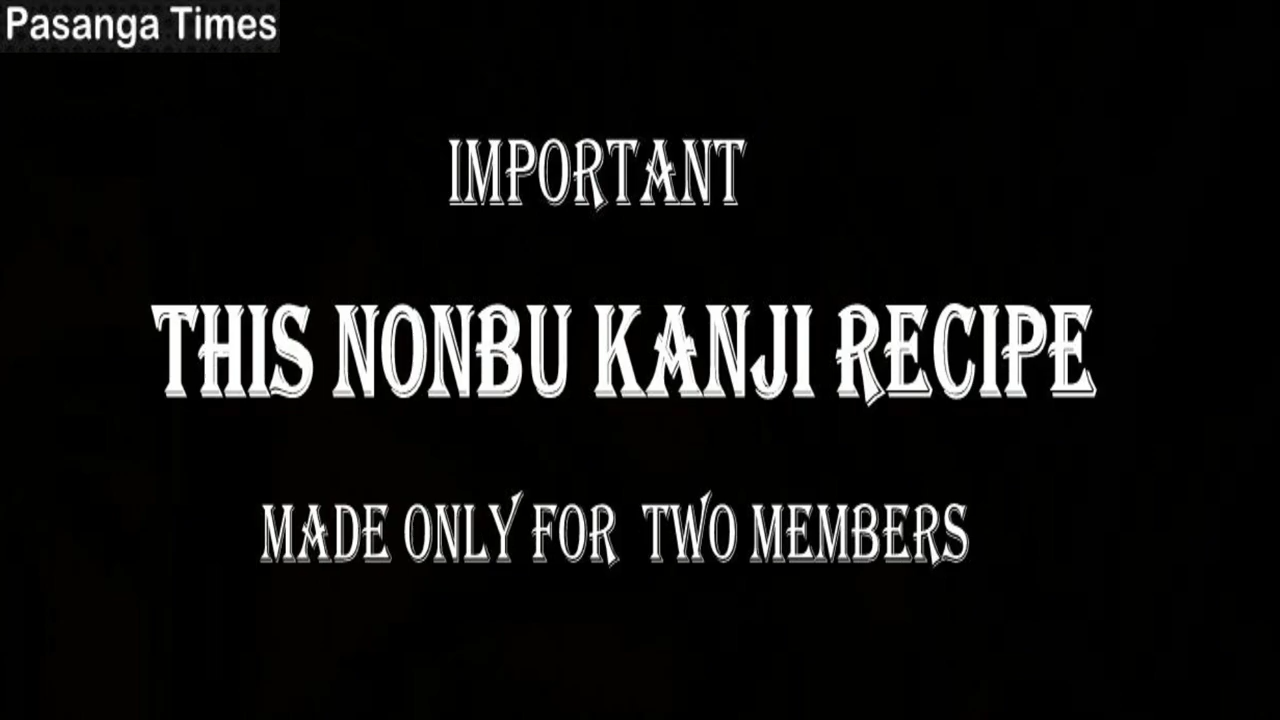 Pasanga Times
IMPORTANT
THIS NONBU KANJI RECIPE
MADE ONLY FOR TWO MEMBERS